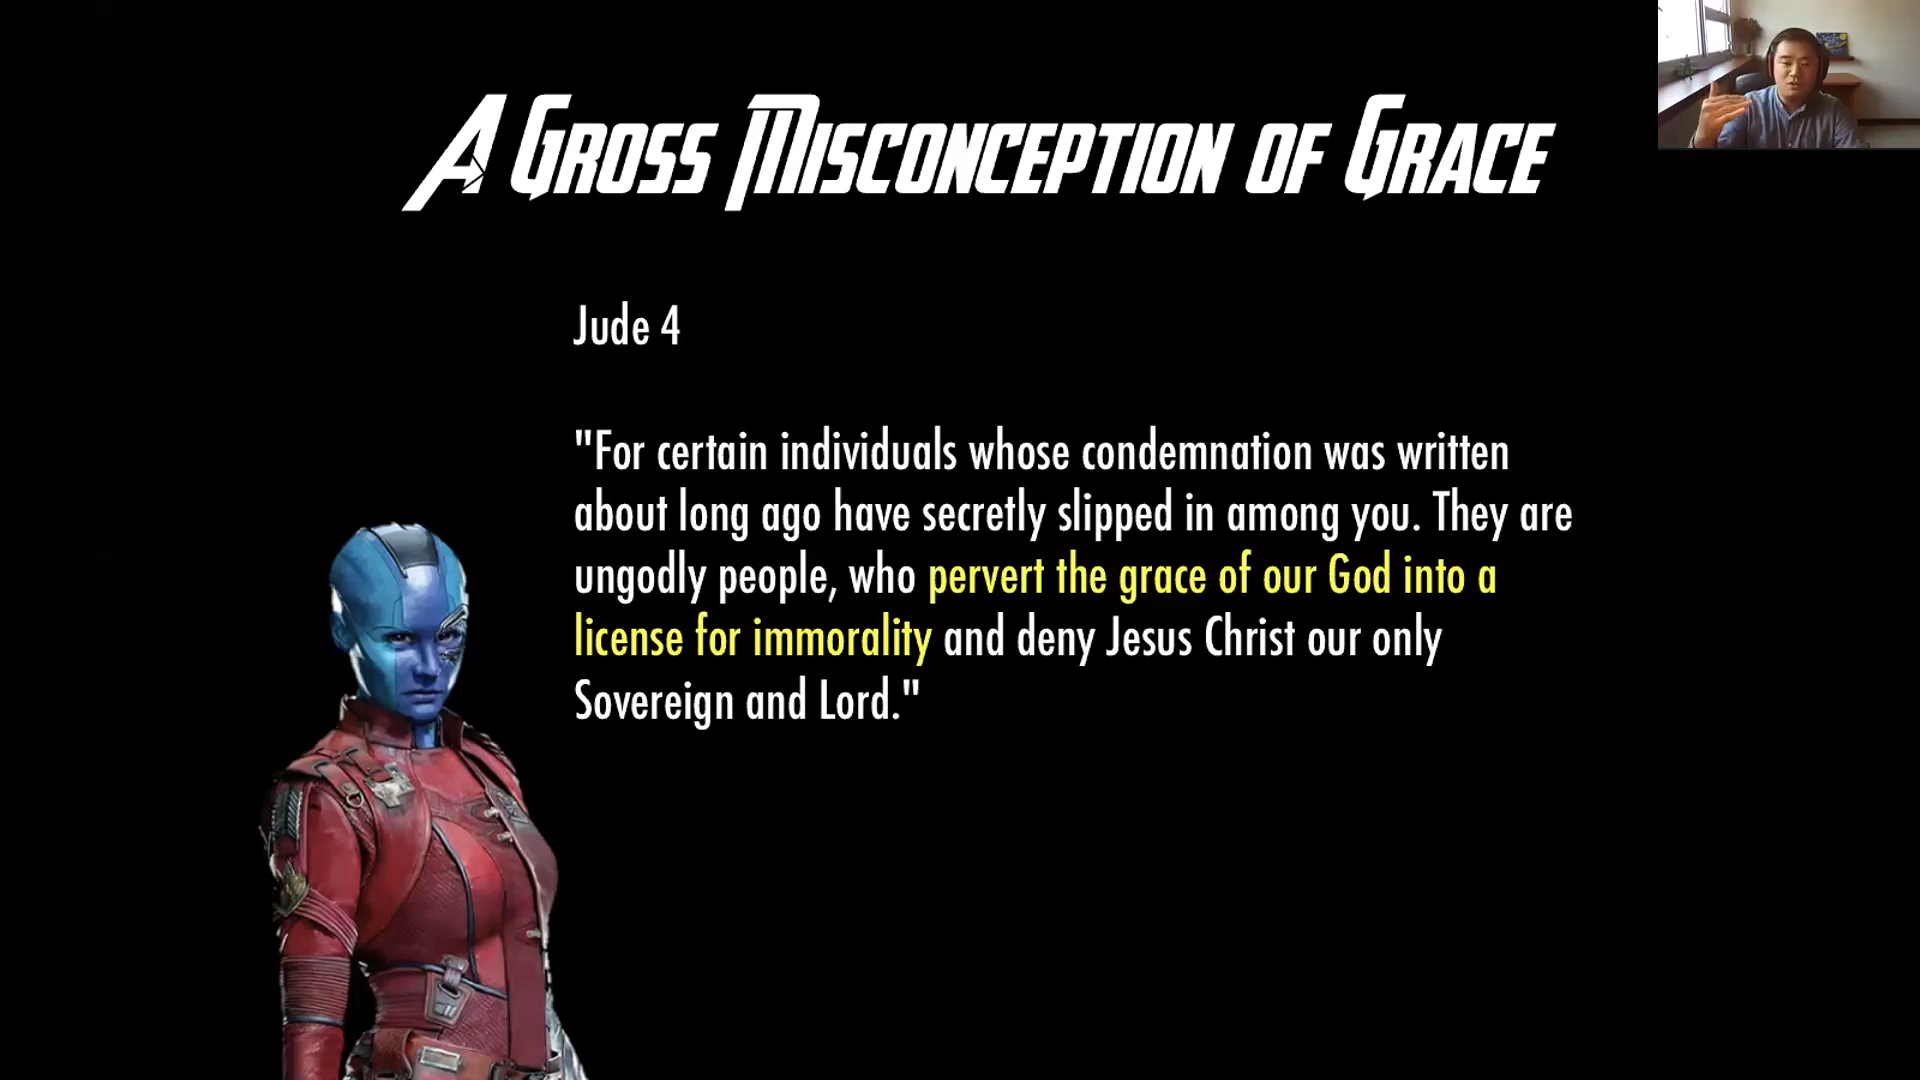 A GROSS MISCONCEPTION OF GRACE
Jude 4
"For certain individuals whose condemnation was written
about long ago have secretly slipped in among you. They are
ungodly people, who pervert the grace of our God into a
license for immorality and deny Jesus Christ our only
Sovereign and Lord."